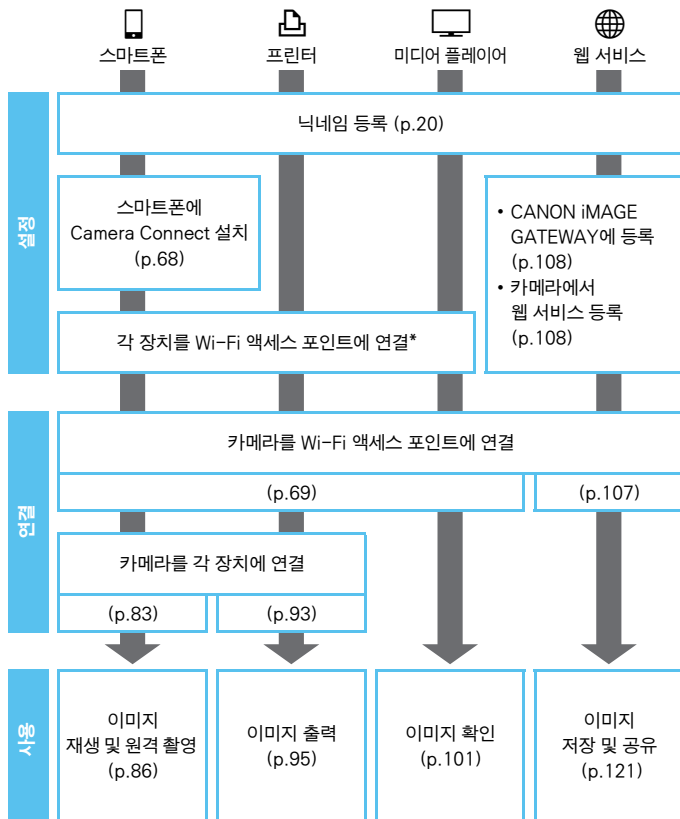 스마트폰
프린터
미디어 플레이어
웹 서비스
설정
닉네임 등록 (p.20)
스마트폰에
Camera Connect 설치
(p.68)
• CANON iMAGE
GATEWAY에 등록
(p.108)
• 카메라에서
웹 서비스 등록
(p.108)
각 장치를 Wi-Fi 액세스 포인트에 연결*
연결
카메라를 Wi-Fi 액세스 포인트에 연결
(p.69)
(p.107)
카메라를 각 장치에 연결
(p.83)
(p.93)
사용
이미지
재생 및 원격 촬영
(p.86)
이미지 출력
(p.95)
이미지 확인
(p.101)
이미지
저장 및 공유
(p.121)